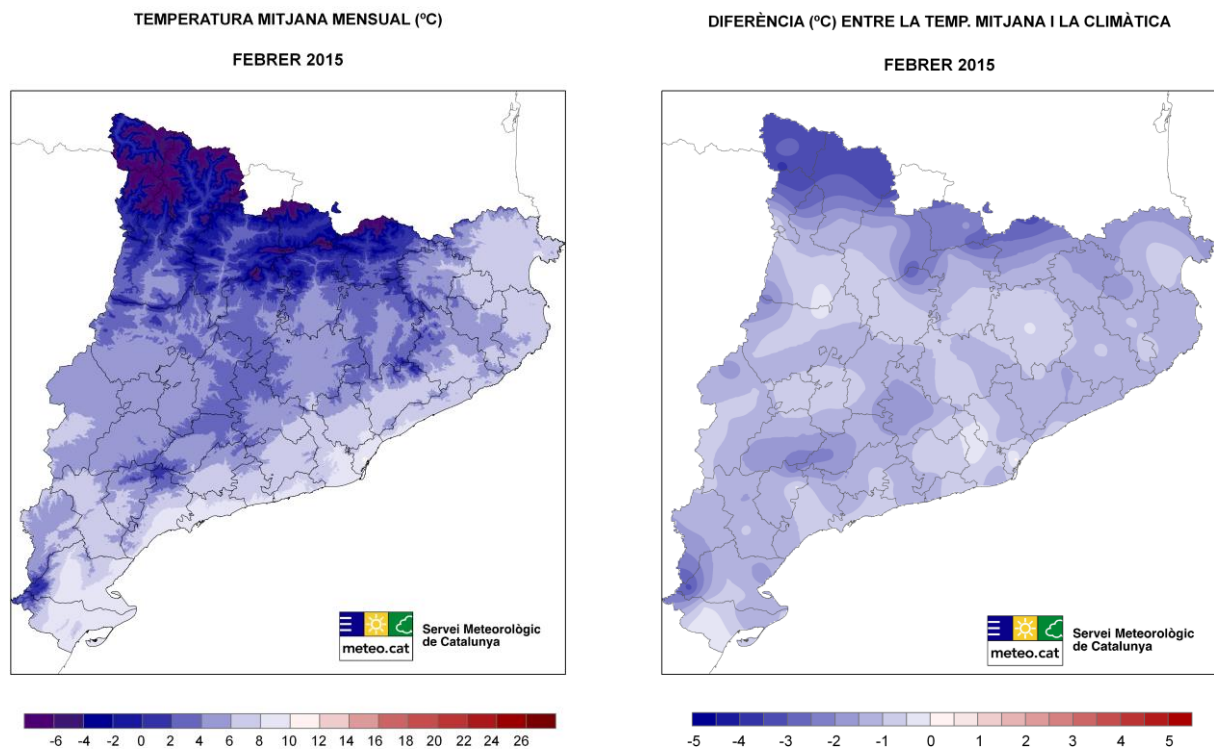 TEMPERATURA MITJANA MENSUAL (ºC)
FEBRER 2015
Servei Meteorològic
de Catalunya
meteo.cat
-6 -4 -2 0 2 4 6 8 10 12 14 16 18 20 22 24 26
DIFERÈNCIA (ºC) ENTRE LA TEMP. MITJANA I LA CLIMÀTICA
FEBRER 2015
Servei Meteorològic
de Catalunya
meteo.cat
-5 -4 -3 -2 -1 0 1 2 3 4 5